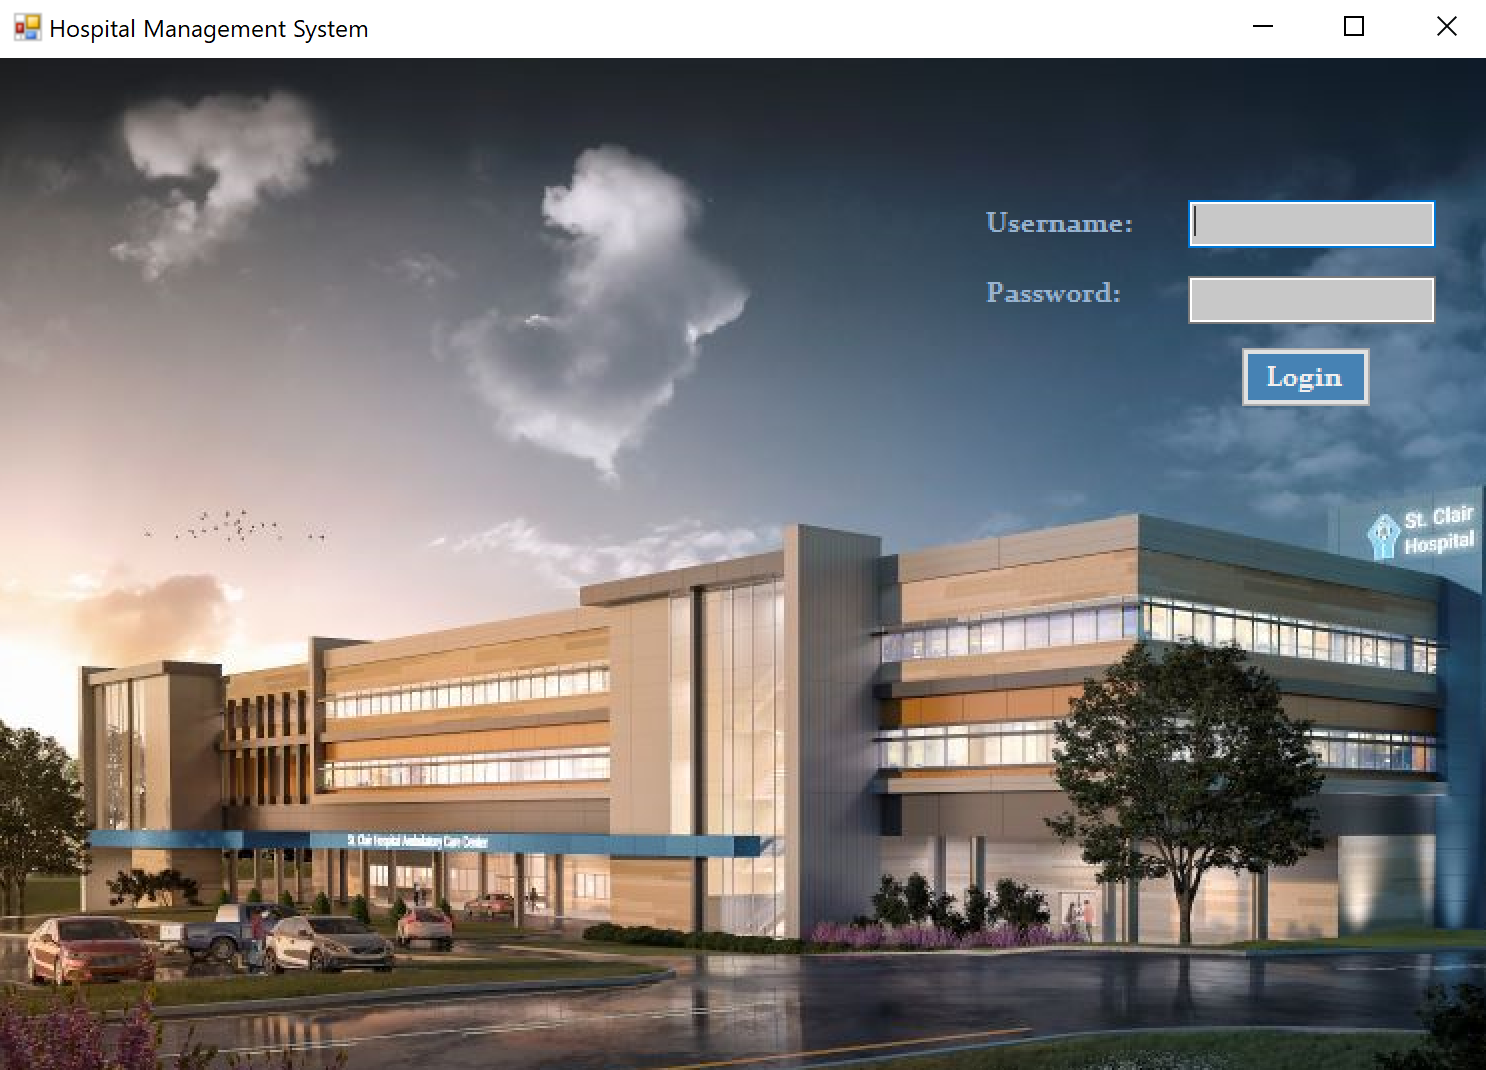 Hospital Management System
Username:
Password:
Login
St. Clair
Hospital
St. Clair Hospital Ambulatory Care Center